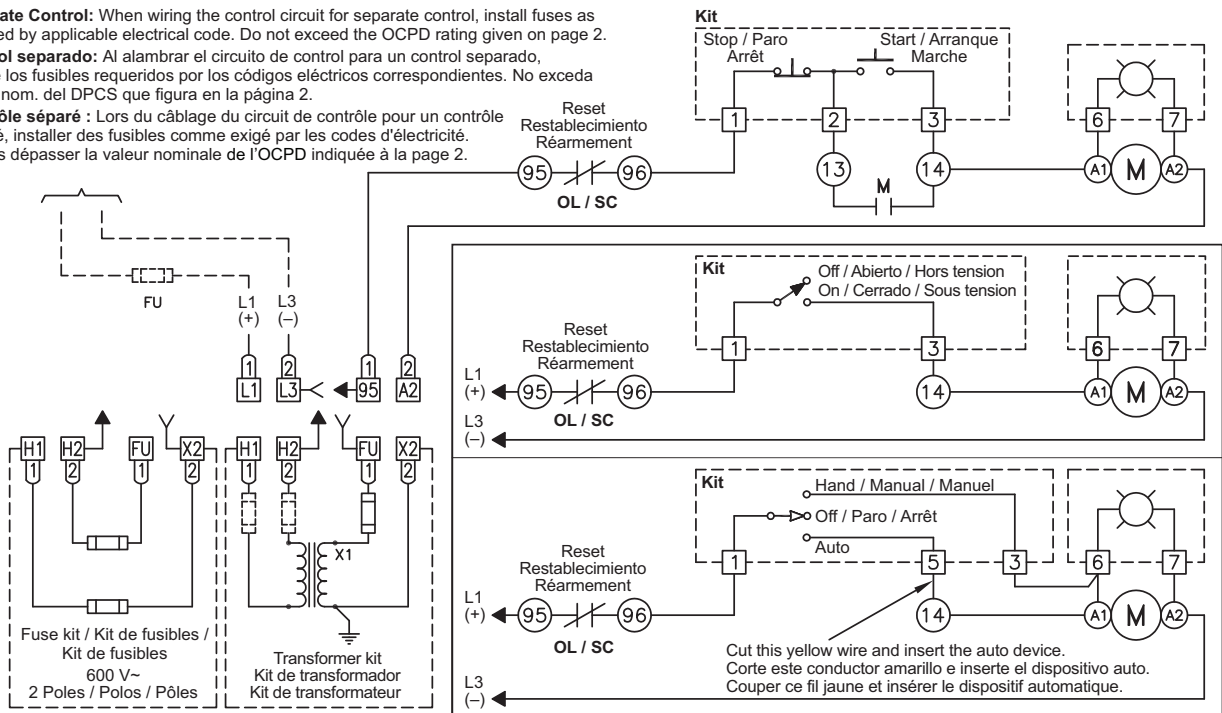 ate Control: When wiring the control circuit for separate control, install fuses as
ed by applicable electrical code. Do not exceed the OCPD rating given on page 2.
ol separado: Al alambrar el circuito de control para un control separado,
los fusibles requeridos por los códigos eléctricos correspondientes. No exceda
nom. del DPCS que figura en la página 2.
ôle séparé : Lors du câblage du circuit de contrôle pour un contrôle
é, installer des fusibles comme exigé par les codes d'électricité.
s dépasser la valeur nominale de l'OCPD indiquée à la page 2.
Kit
Stop / Paro
Arrêt
Start / Arranque
Marche
1 2 3
6 7
Reset
Restablecimiento
Réarmement
95 96
OL / SC
13 14
M
A1 M A2
FU
L1
(+)
L3
(–)
1 2 1 2
L1 L3 95 A2
H1 H2 FU X2
1 2 1 2
Fuse kit / Kit de fusibles /
Kit de fusibles
600 V~
2 Poles / Polos / Pôles
H1 H2 FU X2
1 2 1 2
X1
Transformer kit
Kit de transformador
Kit de transformateur
Kit
Off / Abierto / Hors tension
On / Cerrado / Sous tension
1 3
6 7
Reset
Restablecimiento
Réarmement
L1
(+)
95 96
OL / SC
14
A1 M A2
L3
(–)
Kit
Hand / Manual / Manuel
Off / Paro / Arrêt
Auto
1 5 3
6 7
Reset
Restablecimiento
Réarmement
L1
(+)
95 96
OL / SC
14
A1 M A2
Cut this yellow wire and insert the auto device.
Corte este conductor amarillo e inserte el dispositivo auto.
Couper ce fil jaune et insérer le dispositif automatique.
L3
(–)